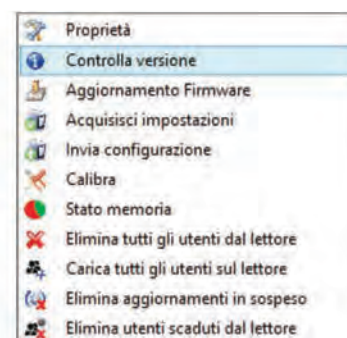 Proprietà
Controlla versione
Aggiornamento Firmware
Acquisisci impostazioni
Invia configurazione
Calibra
Stato memoria
Elimina tutti gli utenti dal lettore
Carica tutti gli utenti sul lettore
Elimina aggiornamenti in sospeso
Elimina utenti scaduti dal lettore